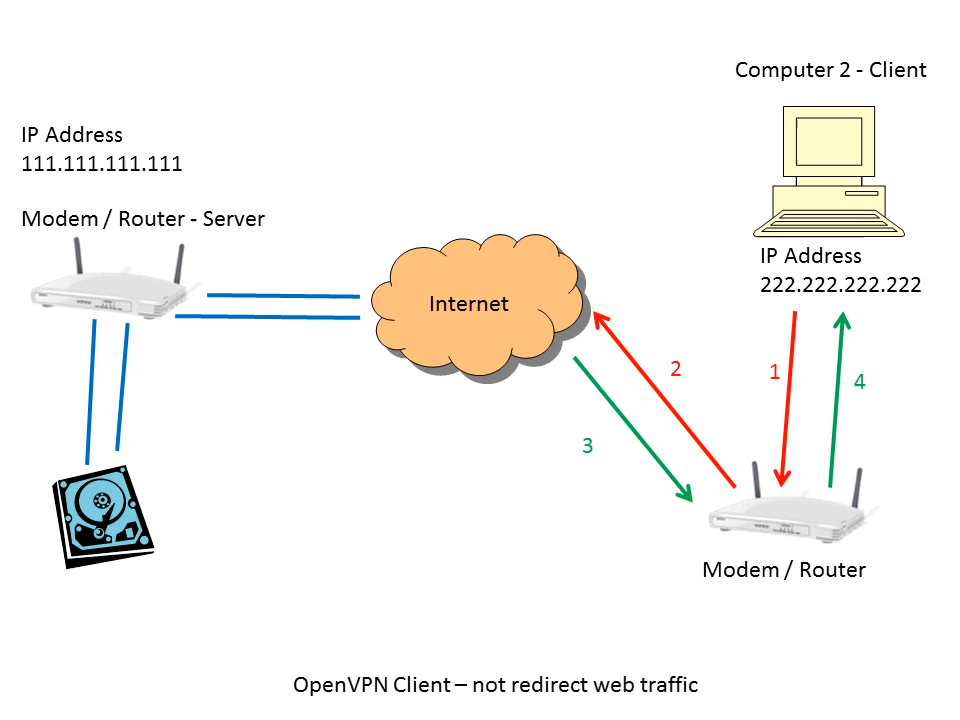 Computer 2 - Client
IP Address
111.111.111.111
Modem / Router - Server
IP Address
222.222.222.222
Internet
2
1
4
3
Modem / Router
OpenVPN Client – not redirect web traffic